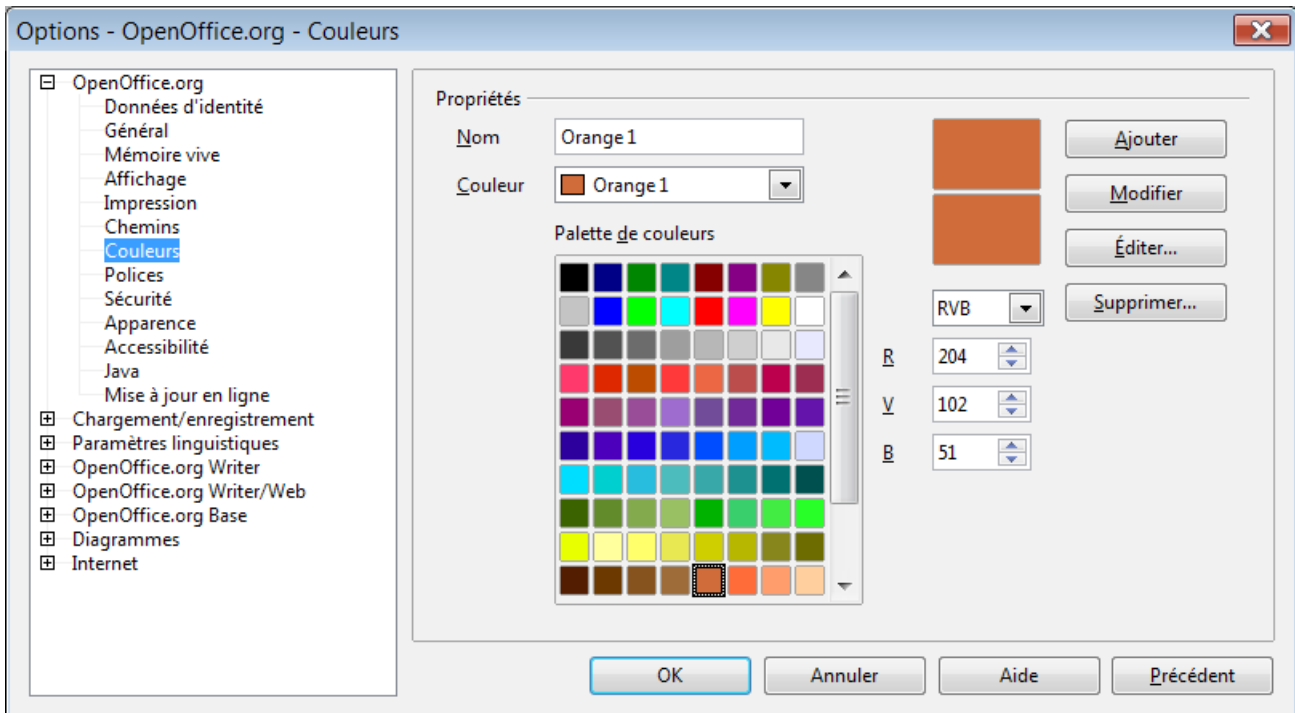 Options - OpenOffice.org - Couleurs
OpenOffice.org
Données d'identité
Général
Mémoire vive
Affichage
Impression
Chemins
Couleurs
Polices
Sécurité
Apparence
Accessibilité
Java
Mise à jour en ligne
Chargement/enregistrement
Paramètres linguistiques
OpenOffice.org Writer
OpenOffice.org Writer/Web
OpenOffice.org Base
Diagrammes
Internet
Propriétés
Nom Orange 1
Couleur Orange 1
Palette de couleurs
Ajouter
Modifier
Éditer...
Supprimer...
RVB
R 204
V 102
B 51
OK Annuler Aide Précédent